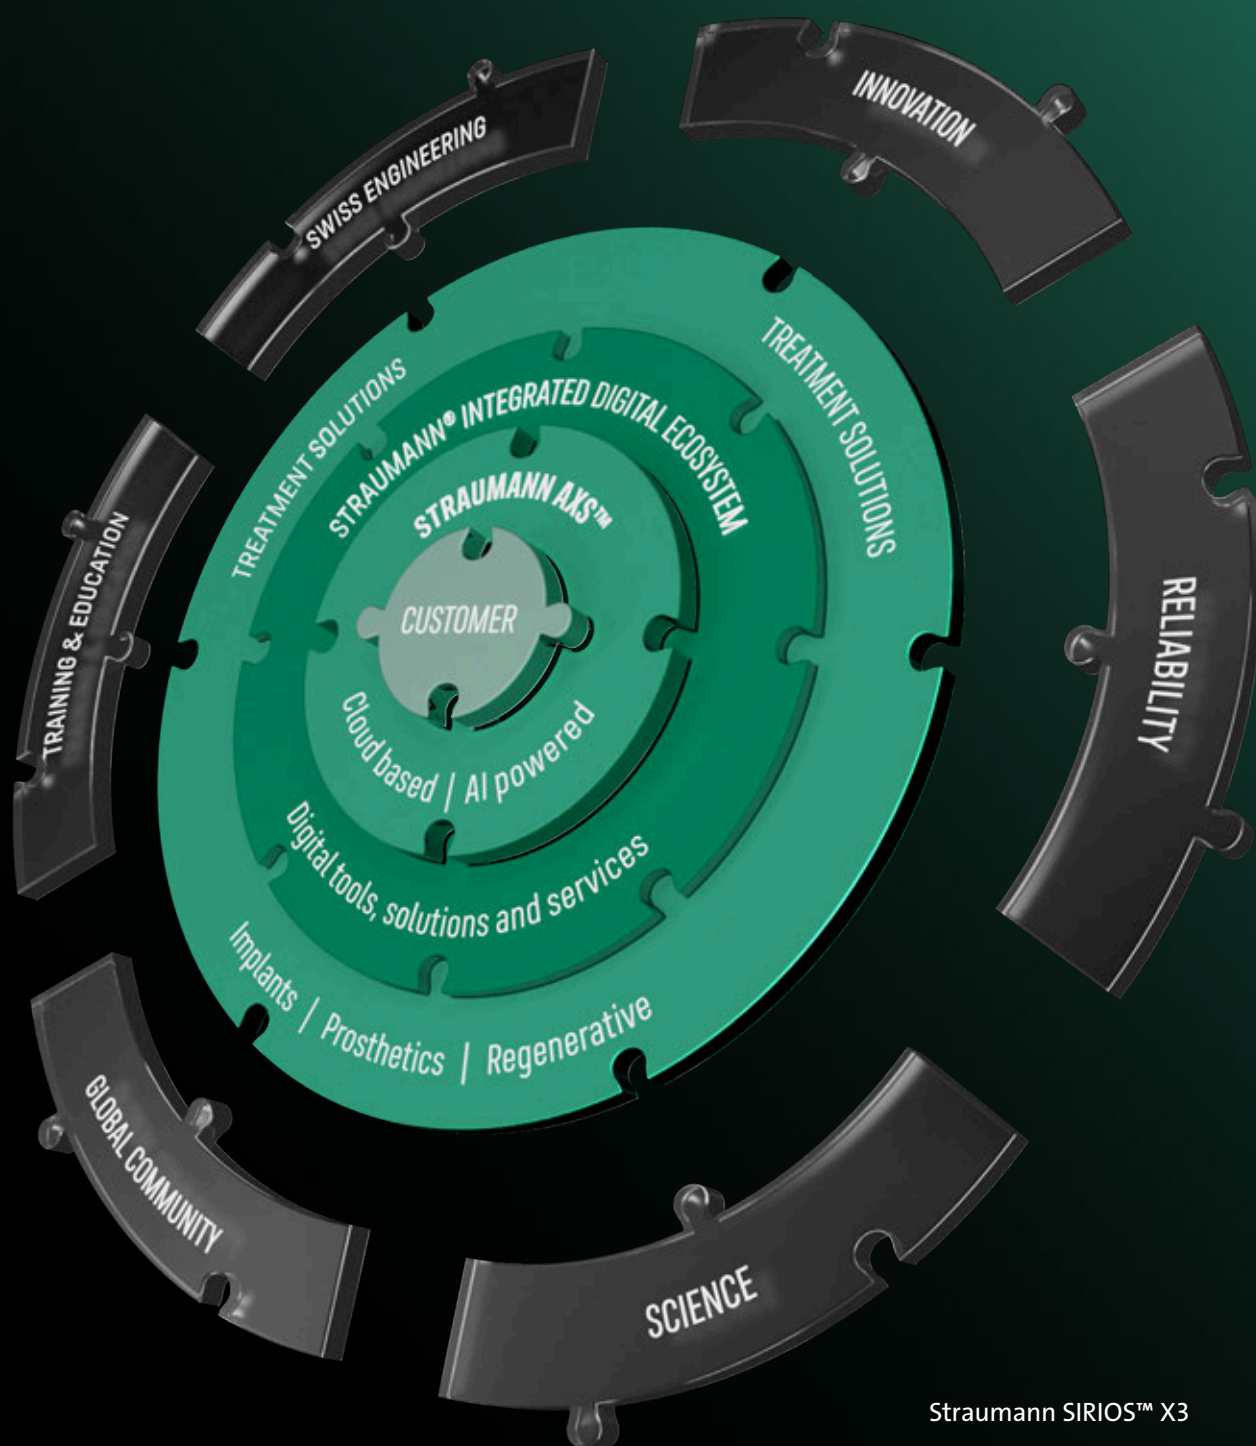 INNOVATION
SWISS ENGINEERING
TREATMENT SOLUTIONS
TREATMENT SOLUTIONS
STRAUMANN® INTEGRATED DIGITAL ECOSYSTEM
STRAUMANN AXS™
CUSTOMER
Cloud based | AI powered
Digital tools, solutions and services
Implants | Prosthetics | Regenerative
TRAINING & EDUCATION
RELIABILITY
GLOBAL COMMUNITY
SCIENCE
Straumann SIRIOS™ X3